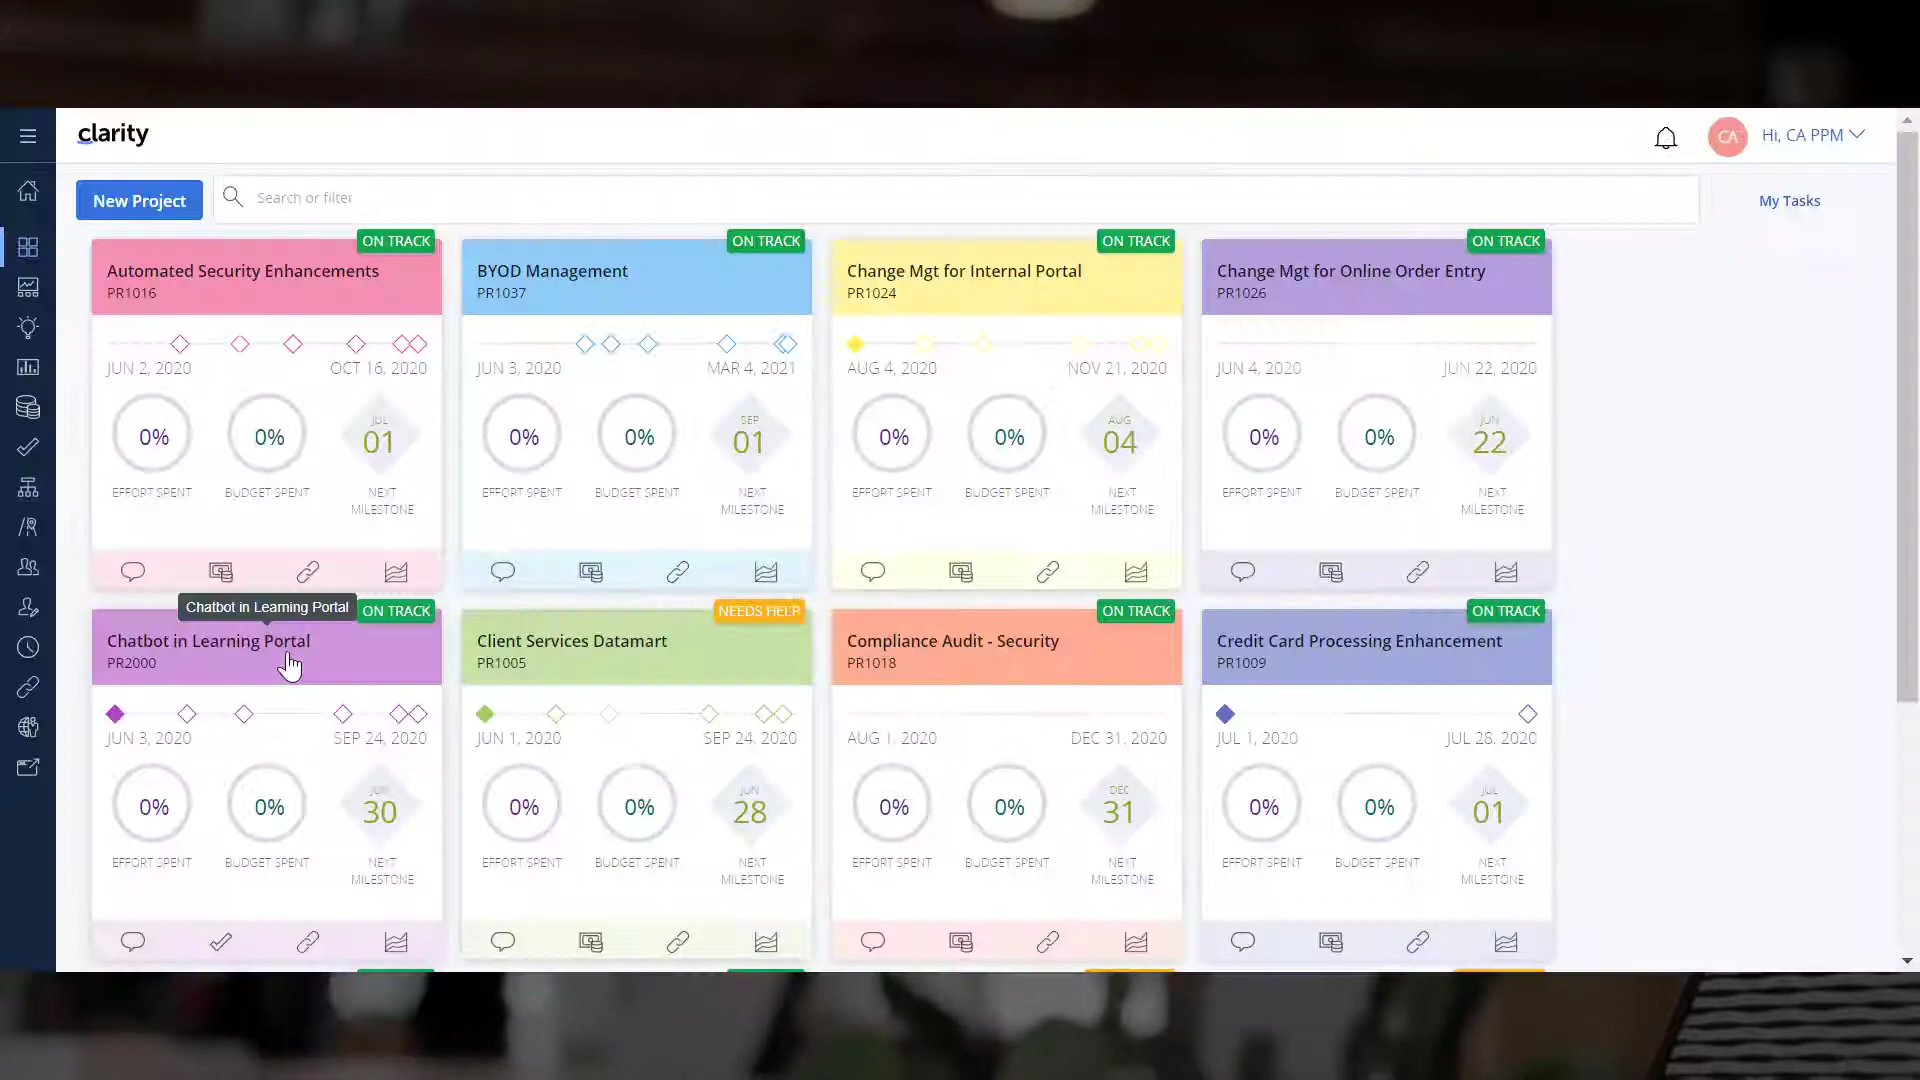 clarity
CA
Hi, CA PPM
New Project
Search or filter
My Tasks
ON TRACK
Automated Security Enhancements
PR1016
JUN 2, 2020
OCT 16, 2020
0%
0%
JUL
01
EFFORT SPENT
BUDGET SPENT
NEXT
MILESTONE
ON TRACK
BYOD Management
PR1037
JUN 3, 2020
MAR 4, 2021
0%
0%
SEP
01
EFFORT SPENT
BUDGET SPENT
NEXT
MILESTONE
ON TRACK
Change Mgt for Internal Portal
PR1024
AUG 4, 2020
NOV 21, 2020
0%
0%
AUG
04
EFFORT SPENT
BUDGET SPENT
NEXT
MILESTONE
ON TRACK
Change Mgt for Online Order Entry
PR1026
JUN 4, 2020
JUN 22, 2020
0%
0%
JUN
22
EFFORT SPENT
BUDGET SPENT
NEXT
MILESTONE
Chatbot in Learning Portal
ON TRACK
Chatbot in Learning Portal
PR2000
JUN 3, 2020
SEP 24, 2020
0%
0%
JUN
30
EFFORT SPENT
BUDGET SPENT
NEXT
MILESTONE
NEEDS HELP
Client Services Datamart
PR1005
JUN 1, 2020
SEP 24, 2020
0%
0%
JUN
28
EFFORT SPENT
BUDGET SPENT
NEXT
MILESTONE
ON TRACK
Compliance Audit - Security
PR1018
AUG 1, 2020
DEC 31, 2020
0%
0%
DEC
31
EFFORT SPENT
BUDGET SPENT
NEXT
MILESTONE
ON TRACK
Credit Card Processing Enhancement
PR1009
JUL 1, 2020
JUL 28, 2020
0%
0%
JUL
01
EFFORT SPENT
BUDGET SPENT
NEXT
MILESTONE